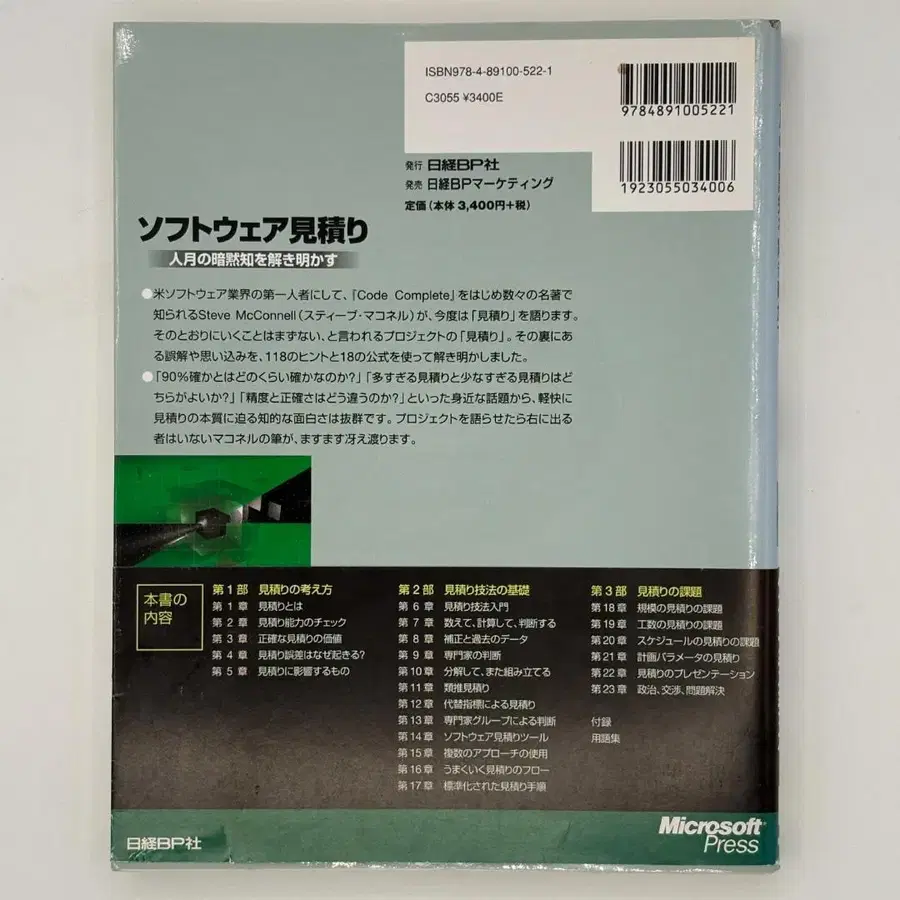 ISBN978-4-89100-522-1
C3055 ¥3400E
9784891005221
1923055034006
発行 日経BP社
発売 日経BPマーケティング
定価(本体 3,400円+税)
ソフトウェア見積り
人月の暗黙知を解き明かす
●米ソフトウェア業界の第一人者にして、『Code Complete』をはじめ数々の名著で
知られるSteve McConnell(スティーブ・マコネル)が、今度は「見積り」を語ります。
そのとおりにいくことはまずない、と言われるプロジェクトの「見積り」。その裏にあ
る誤解や思い込みを、118のヒントと18の公式を使って解き明かしました。
●「90%確かとはどのくらい確かなのか?」「多すぎる見積りと少なすぎる見積りはど
ちらがよいか?」「精度と正確さはどう違うのか?」といった身近な話題から、軽快に
見積りの本質に迫る知的な面白さは抜群です。プロジェクトを語らせたら右に出る
者はいないマコネルの筆が、ますます冴え渡ります。
本書の
内容
第1部 見積りの考え方
第1章 見積りとは
第2章 見積り能力のチェック
第3章 正確な見積りの価値
第4章 見積り誤差はなぜ起きる?
第5章 見積りに影響するもの
第2部 見積り技法の基礎
第6章 見積り技法入門
第7章 数えて、計算して、判断する
第8章 補正と過去のデータ
第9章 専門家の判断
第10章 分解して、また組み立てる
第11章 類推見積り
第12章 代替指標による見積り
第13章 専門家グループによる判断
第14章 ソフトウェア見積りツール
第15章 複数のアプローチの使用
第16章 うまくいく見積りのフロー
第17章 標準化された見積り手順
第3部 見積りの課題
第18章 規模の見積りの課題
第19章 工数の見積りの課題
第20章 スケジュールの見積りの課題
第21章 計画パラメータの見積り
第22章 見積りのプレゼンテーション
第23章 政治、交渉、問題解決
付録
用語集
日経BP社
Microsoft®
Press